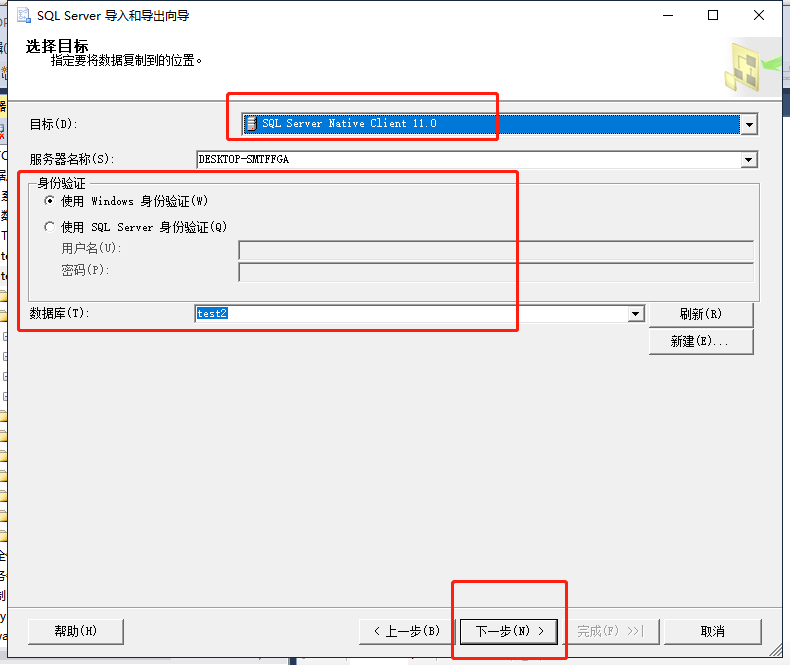 SQL Server 导入和导出向导
选择目标
指定要将数据复制到的位置。
目标(D):
SQL Server Native Client 11.0
服务器名称(S):
DESKTOP-SMTFFGA
身份验证
使用 Windows 身份验证(W)
使用 SQL Server 身份验证(Q)
用户名(U):
密码(P):
数据库(T):
test2
刷新(R)
新建(E)...
帮助(H)
< 上一步(B)
下一步(N) >
完成(F) >>|
取消